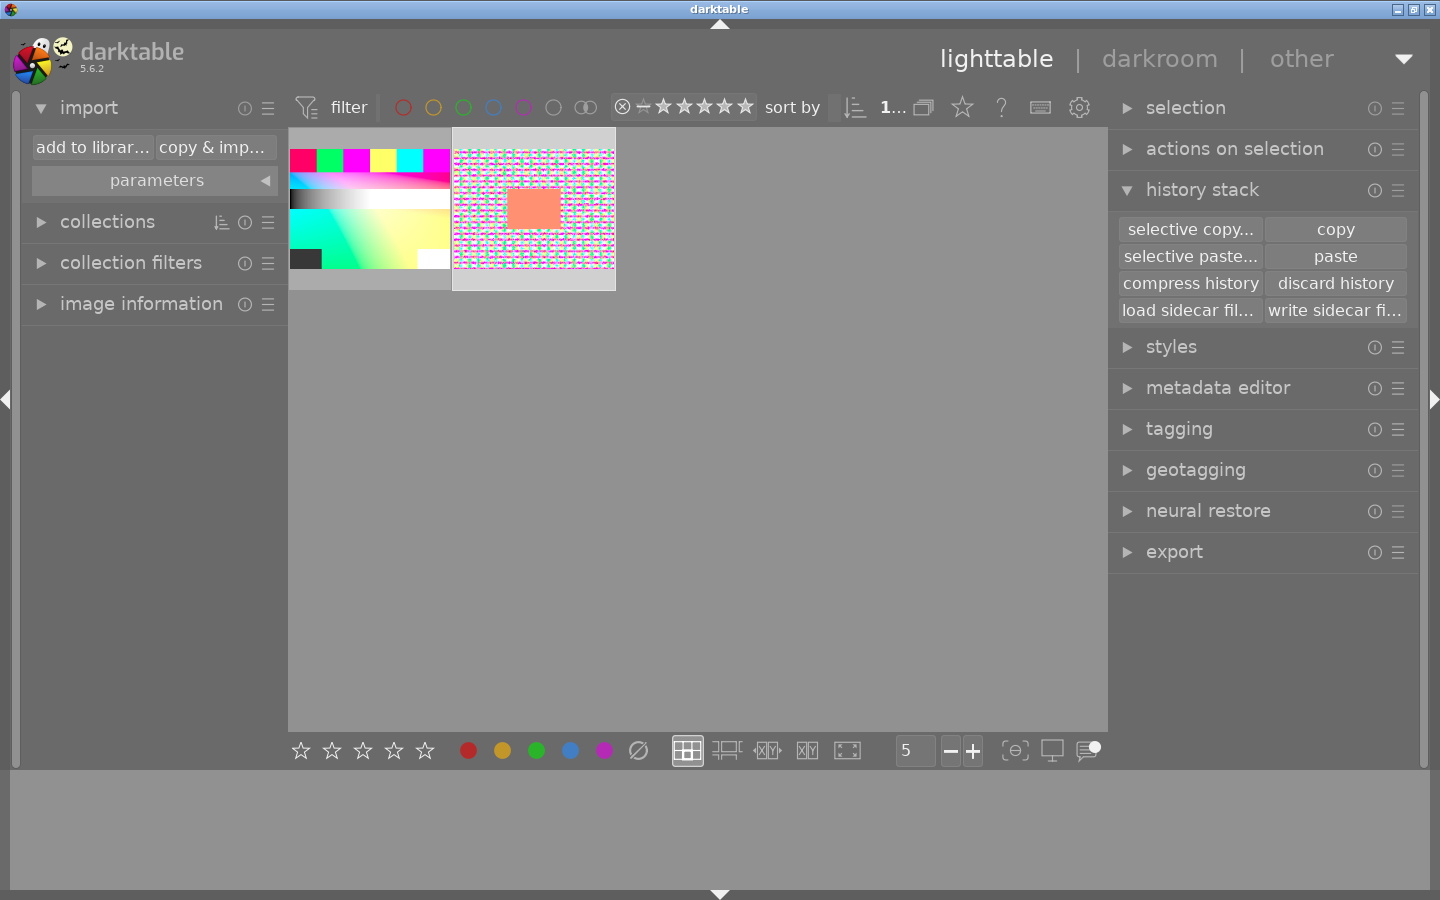 darktable
darktable
5.6.2
lighttable | darkroom | other
import
filter
sort by
1...
add to librar...
copy & imp...
parameters
collections
collection filters
image information
selection
actions on selection
history stack
selective copy...
copy
selective paste...
paste
compress history
discard history
load sidecar fil...
write sidecar fi...
styles
metadata editor
tagging
geotagging
neural restore
export
5